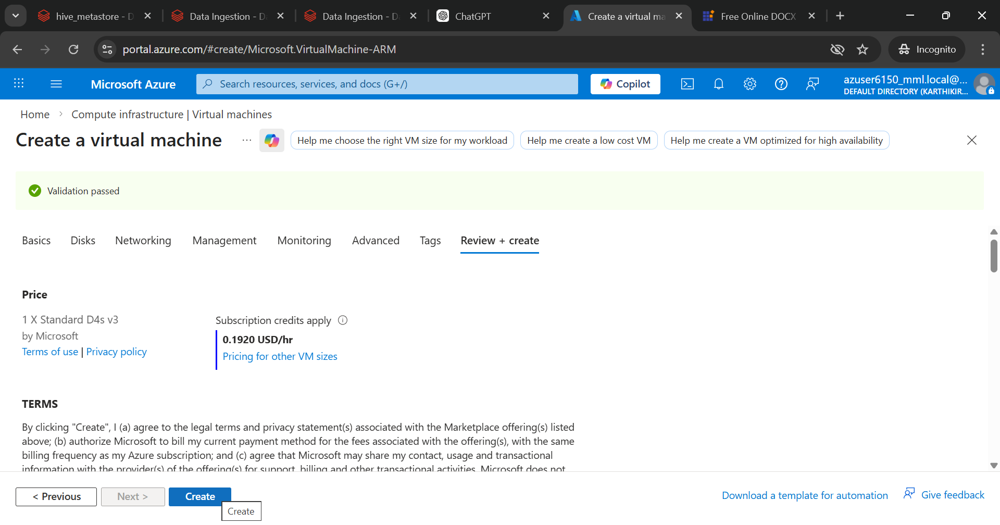 hive_metastore - D
Data Ingestion - D
Data Ingestion - D
ChatGPT
Create a virtual ma
Free Online DOCX
portal.azure.com/#create/Microsoft.VirtualMachine-ARM
Incognito
Microsoft Azure
Search resources, services, and docs (G+/)
Copilot
azuser6150_mml.local@...
DEFAULT DIRECTORY (KARTHIKIR...
Home > Compute infrastructure | Virtual machines
Create a virtual machine
...
Help me choose the right VM size for my workload
Help me create a low cost VM
Help me create a VM optimized for high availability
Validation passed
Basics
Disks
Networking
Management
Monitoring
Advanced
Tags
Review + create
Price
1 X Standard D4s v3
by Microsoft
Terms of use | Privacy policy
Subscription credits apply
0.1920 USD/hr
Pricing for other VM sizes
TERMS
By clicking "Create", I (a) agree to the legal terms and privacy statement(s) associated with the Marketplace offering(s) listed
above; (b) authorize Microsoft to bill my current payment method for the fees associated with the offering(s), with the same
billing frequency as my Azure subscription; and (c) agree that Microsoft may share my contact, usage and transactional
information with the provider(s) of the offering(s) for support, billing and other transactional activities. Microsoft does not
< Previous
Next >
Create
Create
Download a template for automation
Give feedback